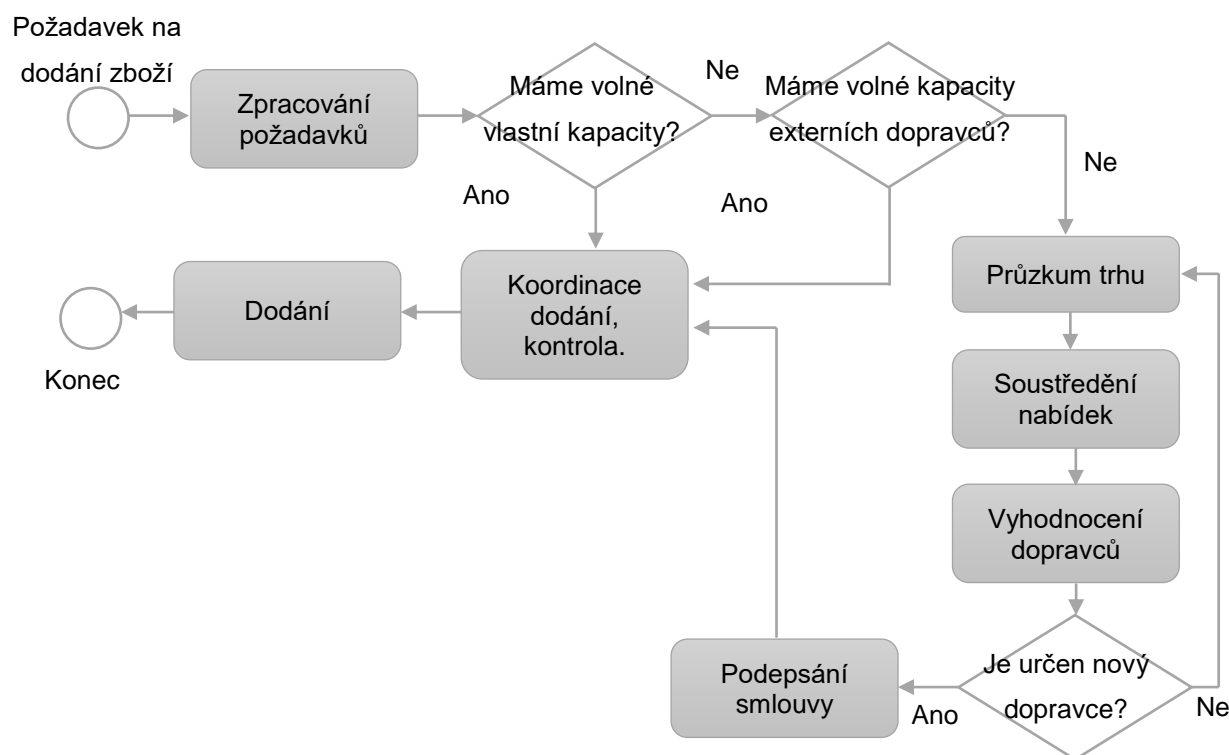 Požadavek na
dodání zboží
Zpracování
požadavků
Máme volné
vlastní kapacity?
Ne
Máme volné kapacity
externích dopravců?
Ne
Ano
Ano
Průzkum trhu
Koordinace
dodání,
kontrola.
Dodání
Konec
Soustředění
nabídek
Vyhodnocení
dopravců
Je určen nový
dopravce?
Ne
Ano
Podepsání
smlouvy